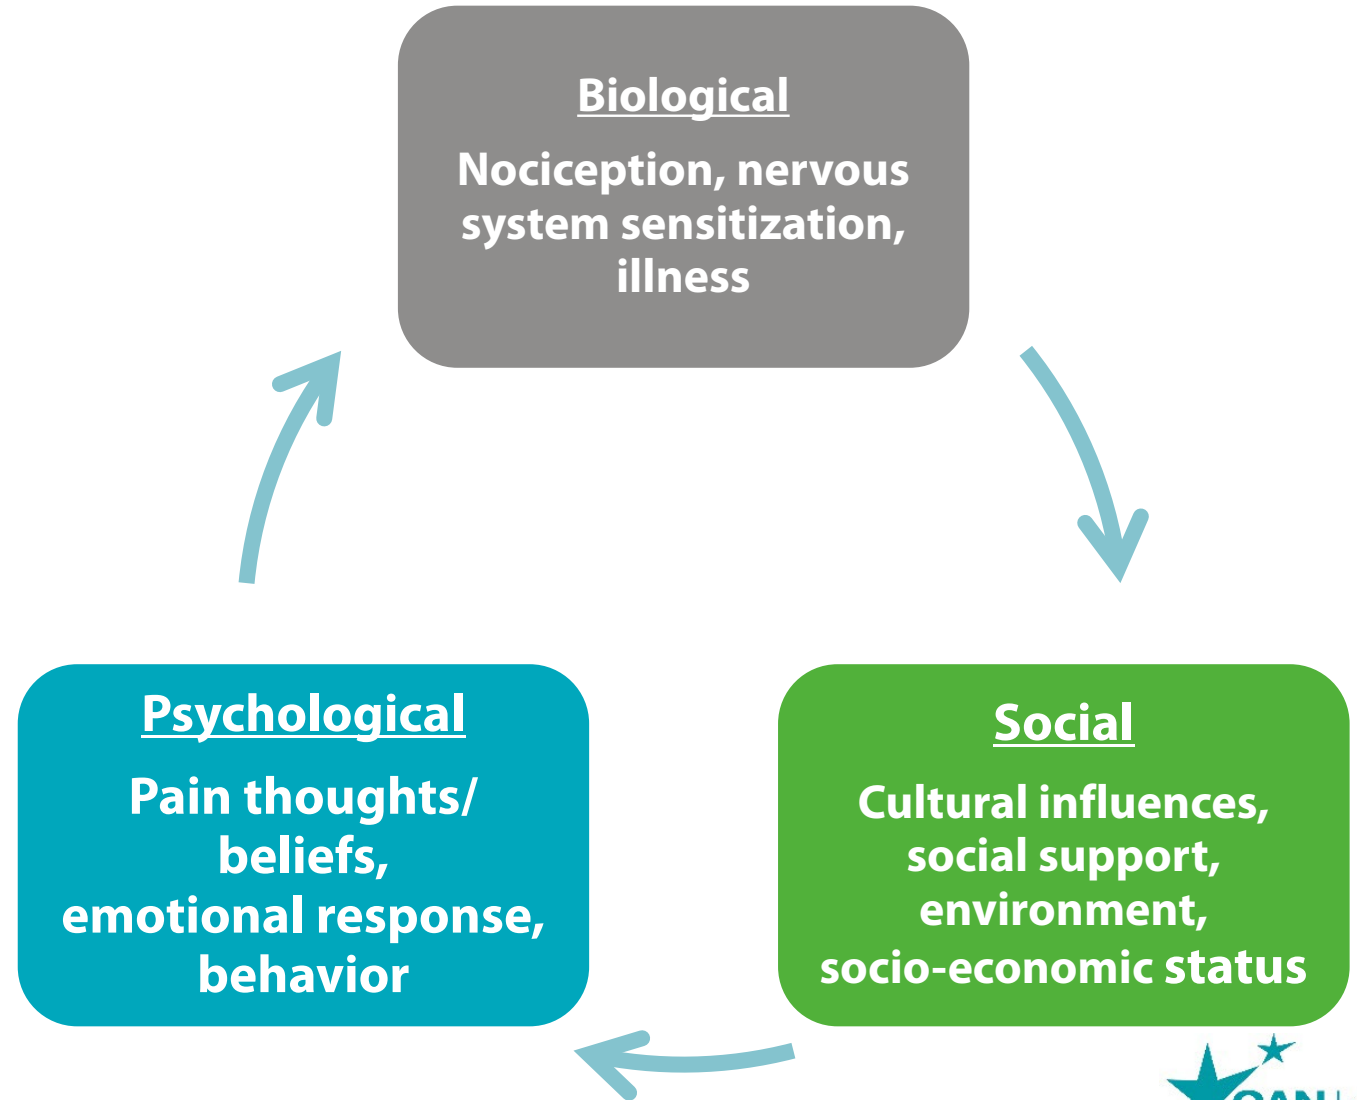 Biological
Nociception, nervous
system sensitization,
illness
Psychological
Pain thoughts/
beliefs,
emotional response,
behavior
Social
Cultural influences,
social support,
environment,
socio-economic status